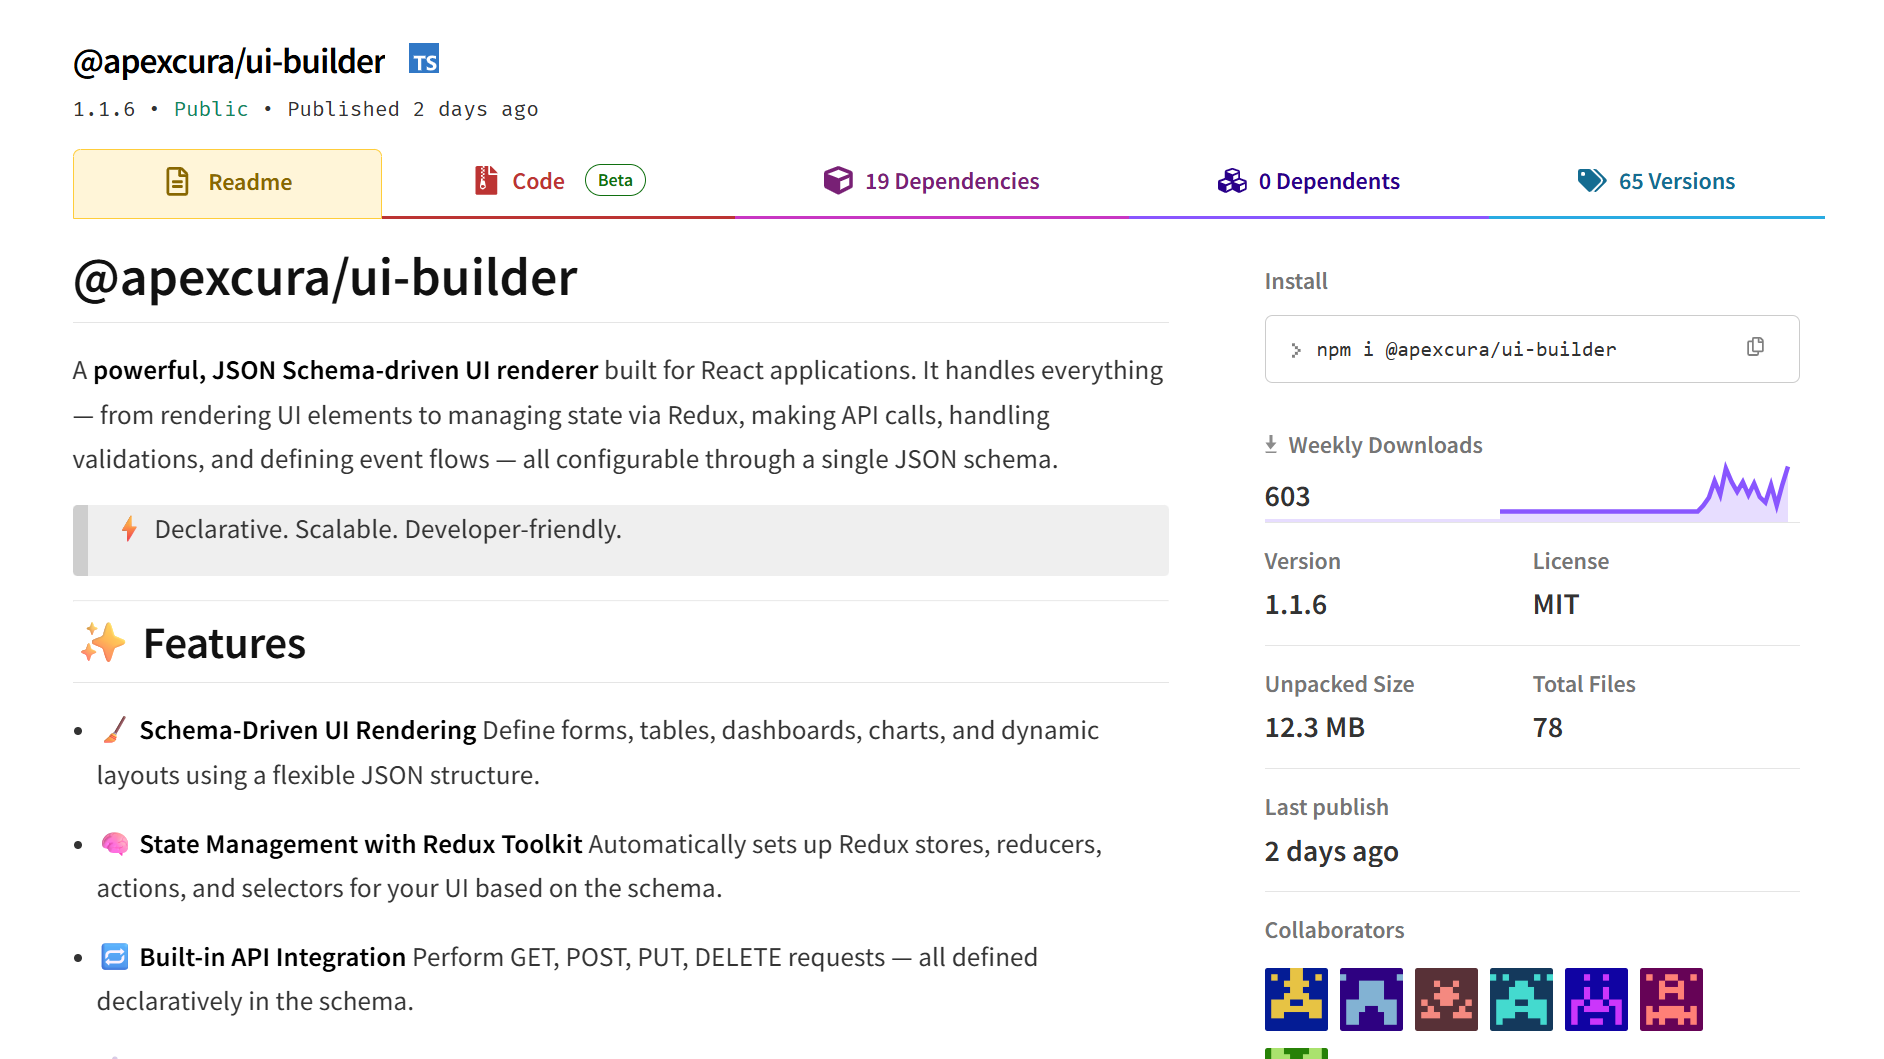 @apexcura/ui-builder TS
1.1.6 • Public • Published 2 days ago
Readme
Code Beta
19 Dependencies
0 Dependents
65 Versions
@apexcura/ui-builder
A powerful, JSON Schema-driven UI renderer built for React applications. It handles everything
— from rendering UI elements to managing state via Redux, making API calls, handling
validations, and defining event flows — all configurable through a single JSON schema.
⚡ Declarative. Scalable. Developer-friendly.
✨ Features
• 🖌️ Schema-Driven UI Rendering Define forms, tables, dashboards, charts, and dynamic
layouts using a flexible JSON structure.
• 🧠 State Management with Redux Toolkit Automatically sets up Redux stores, reducers,
actions, and selectors for your UI based on the schema.
• 🔁 Built-in API Integration Perform GET, POST, PUT, DELETE requests — all defined
declaratively in the schema.
Install
> npm i @apexcura/ui-builder
Weekly Downloads
603
Version
1.1.6
License
MIT
Unpacked Size
12.3 MB
Total Files
78
Last publish
2 days ago
Collaborators